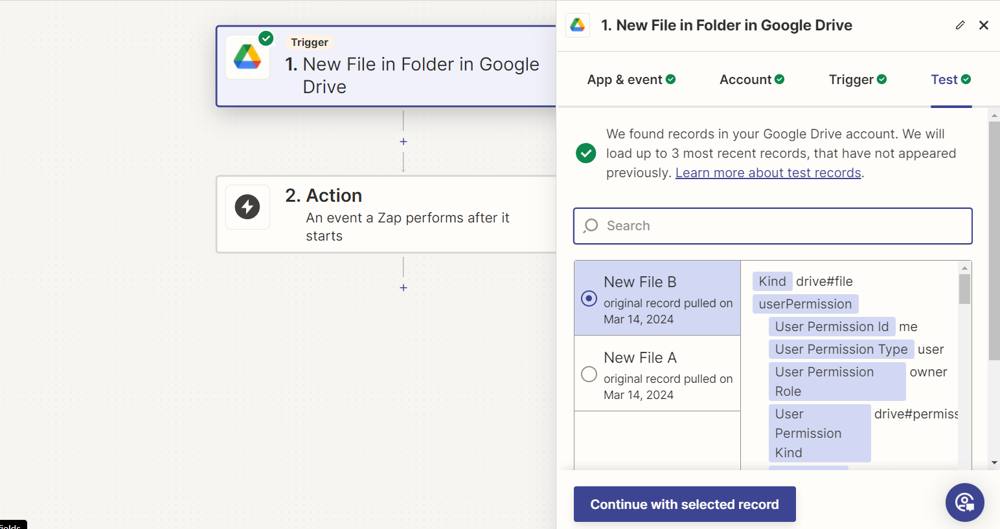 Trigger
1. New File in Folder in Google
Drive
2. Action
An event a Zap performs after it
starts
1. New File in Folder in Google Drive
App & event
Account
Trigger
Test
We found records in your Google Drive account. We will
load up to 3 most recent records, that have not appeared
previously. Learn more about test records.
Search
New File B
original record pulled on
Mar 14, 2024
New File A
original record pulled on
Mar 14, 2024
Kind drive#file
userPermission
User Permission Id me
User Permission Type user
User Permission owner
Role
User drive#permiss
Permission
Kind
Continue with selected record